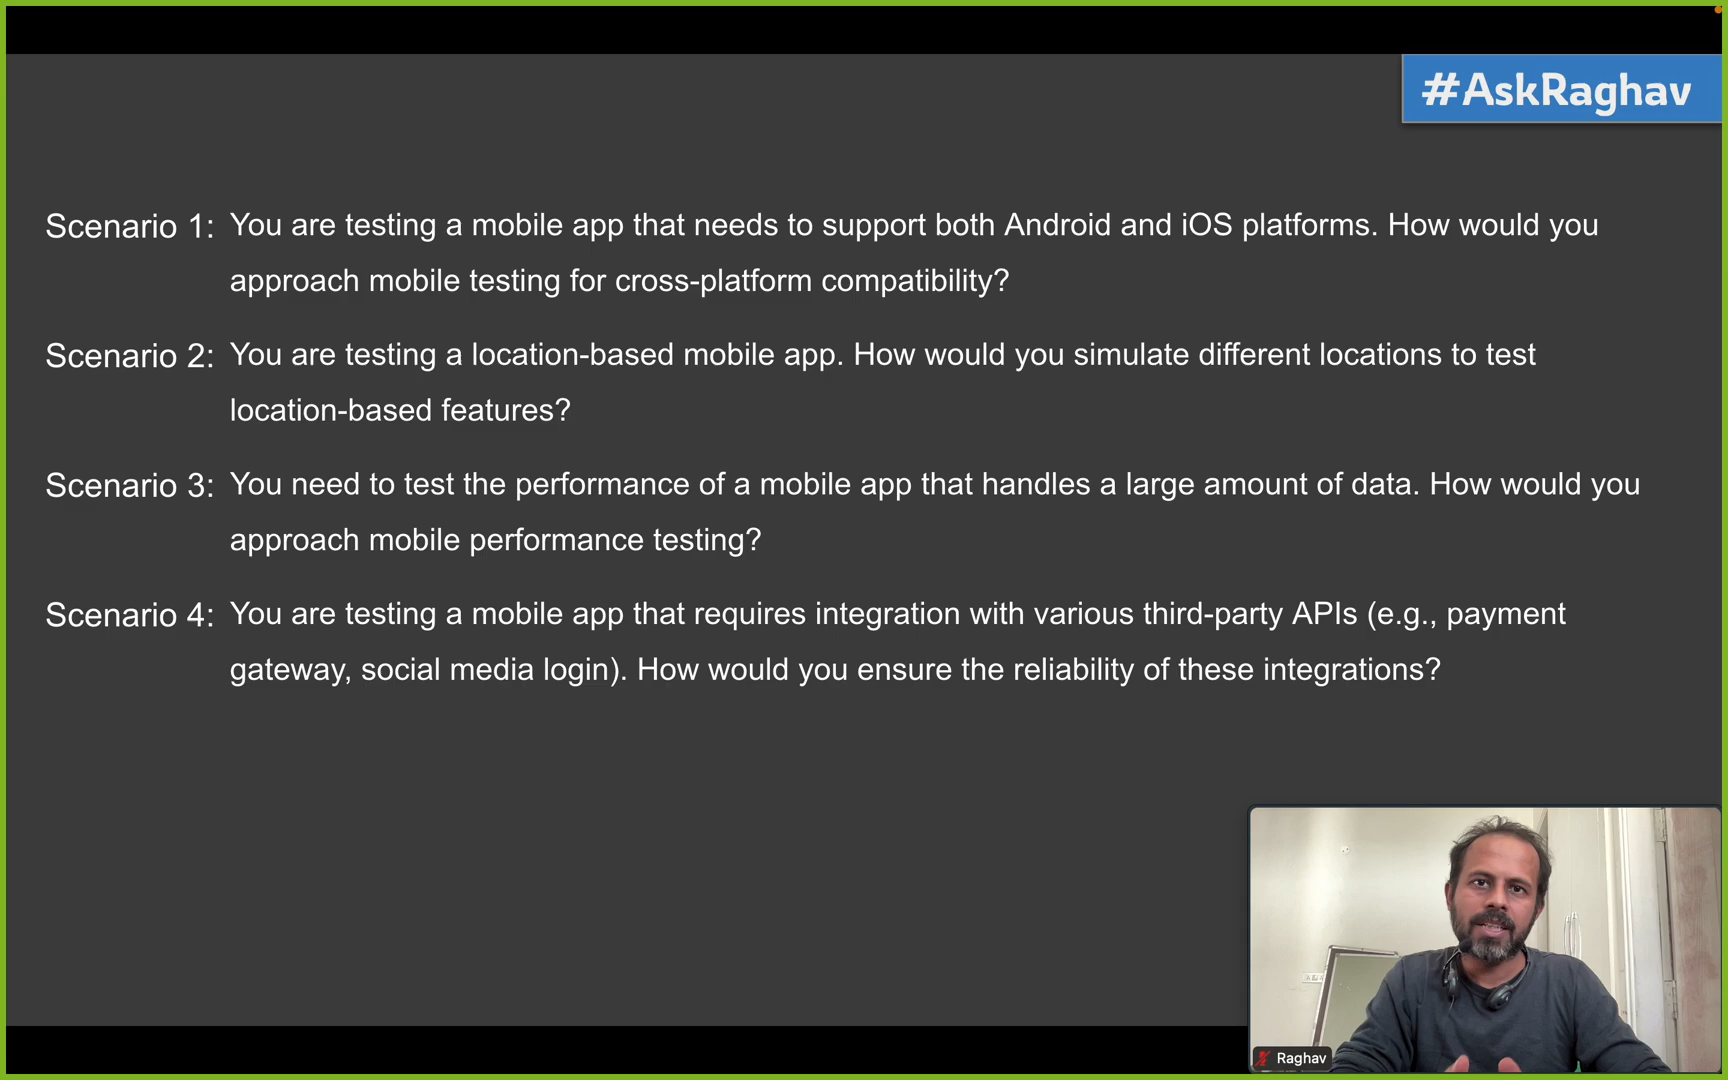 #AskRaghav
Scenario 1: You are testing a mobile app that needs to support both Android and iOS platforms. How would you
approach mobile testing for cross-platform compatibility?
Scenario 2: You are testing a location-based mobile app. How would you simulate different locations to test
location-based features?
Scenario 3: You need to test the performance of a mobile app that handles a large amount of data. How would you
approach mobile performance testing?
Scenario 4: You are testing a mobile app that requires integration with various third-party APIs (e.g., payment
gateway, social media login). How would you ensure the reliability of these integrations?
Raghav